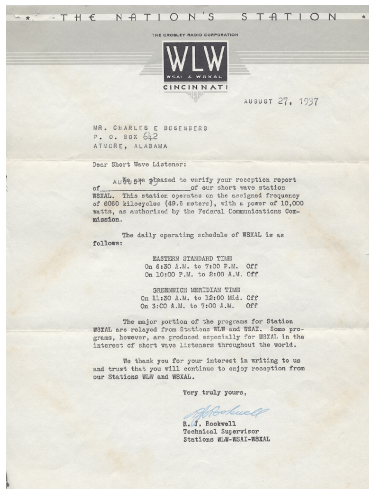 THE NATION'S STATION
THE CROSLEY RADIO CORPORATION
WLW
WSAI & W8XAL
CINCINNATI
AUGUST 27, 1937
MR. CHARLES E
P. O. BOX 642
ATMORE, ALABAMA
Dear Short Wave Listener:
We are pleased to verify your reception report
of AUGUST of our short wave station
W8XAL. This station operates on the assigned frequency
of 6060 kilocycles (49.5 meters), with a power of 10,000
watts, as authorized by the Federal Communications Com-
mission.
The daily operating schedule of W8XAL is as
follows:
EASTERN STANDARD TIME
On 6:30 A.M. to 7:00 P.M. Off
On 10:00 P.M. to 2:00 A.M. Off
GREENWICH MERIDIAN TIME
On 11:30 A.M. to 12:00 Mid. Off
On 3:00 A.M. to 7:00 A.M. Off
The major portion of the programs for Station
W8XAL are relayed from Stations WLW and WSAI. Some pro-
grams, however, are produced especially for W8XAL in the
interest of short wave listeners throughout the world.
We thank you for your interest in writing to us
and trust that you will continue to enjoy reception from
our Stations WLW and W8XAL.
Very truly yours,
RJ Rockwell
R. J. Rockwell
Technical Supervisor
Stations WLW-WSAI-W8XAL